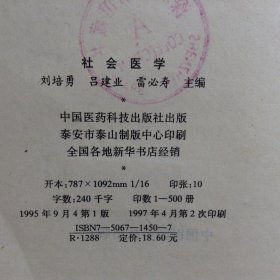 社会医学
刘培勇 吕建业 雷必寿 主编
*
中国医药科技出版社出版
泰安市泰山制版中心印刷
全国各地新华书店经销
*
开本：787×1092mm 1/16 印张：10
字数：240千字 印数1—500册
1995年9月4第1版 1997年4月第2次印刷
ISBN7—5067—1450—7
R·1288 定价：18.60元